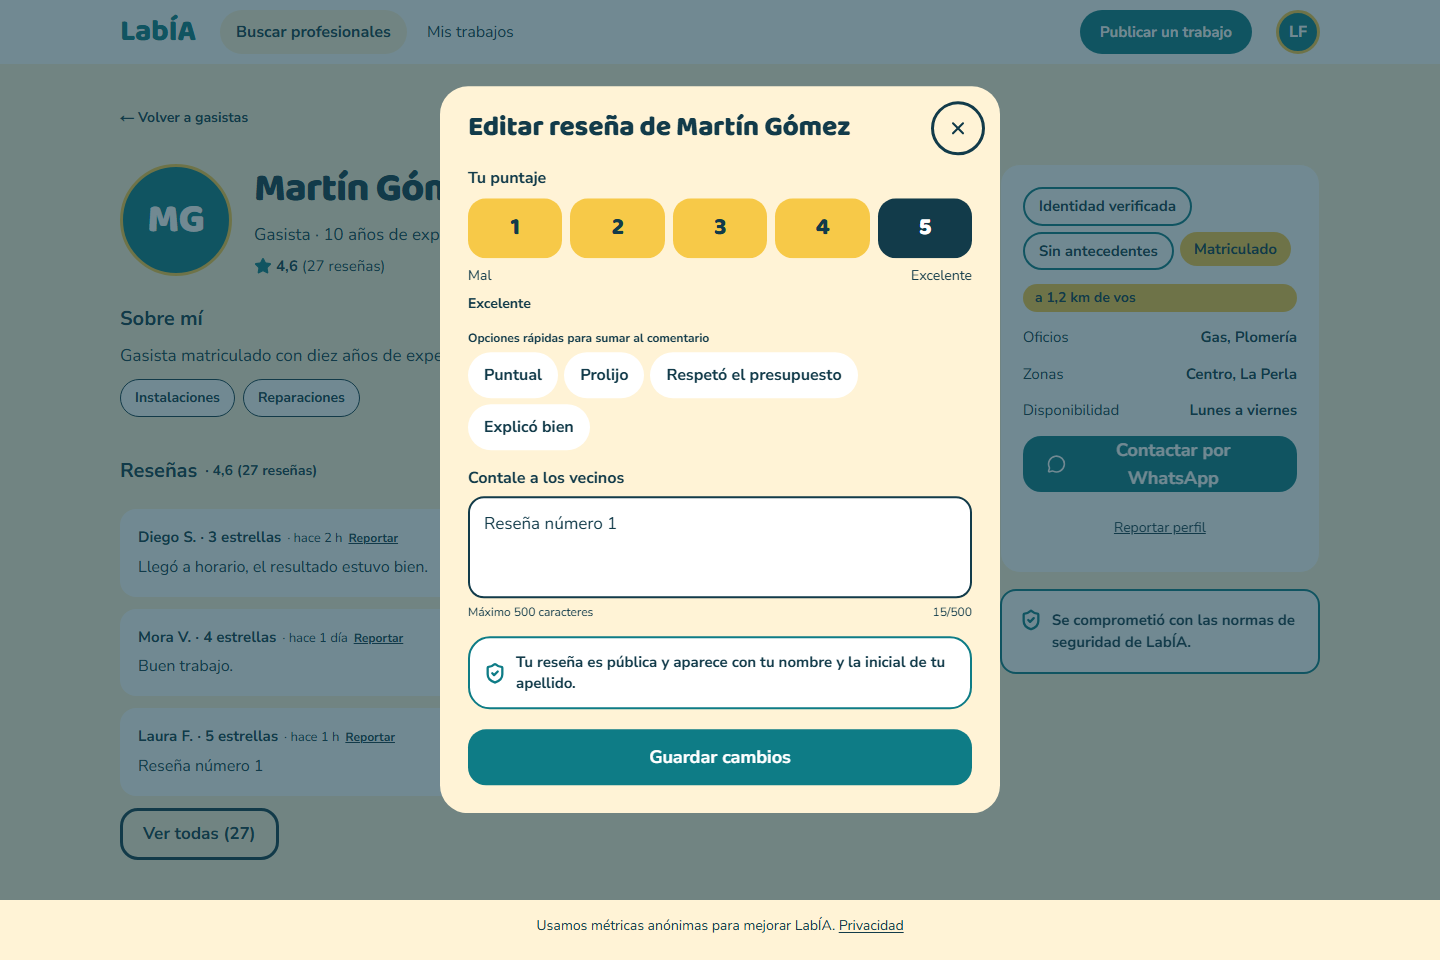 LabÍA
Buscar profesionales
Mis trabajos
Publicar un trabajo
LF
← Volver a gasistas
MG
Martín Góm
Gasista · 10 años de exp
4,6 (27 reseñas)
Sobre mí
Gasista matriculado con diez años de expe
Instalaciones
Reparaciones
Reseñas · 4,6 (27 reseñas)
Diego S. · 3 estrellas · hace 2 h Reportar
Llegó a horario, el resultado estuvo bien.
Mora V. · 4 estrellas · hace 1 día Reportar
Buen trabajo.
Laura F. · 5 estrellas · hace 1 h Reportar
Reseña número 1
Ver todas (27)
Editar reseña de Martín Gómez
Tu puntaje
1 2 3 4 5
Mal Excelente
Excelente
Opciones rápidas para sumar al comentario
Puntual Prolijo Respetó el presupuesto
Explicó bien
Contale a los vecinos
Reseña número 1
Máximo 500 caracteres 15/500
Tu reseña es pública y aparece con tu nombre y la inicial de tu
apellido.
Guardar cambios
Identidad verificada
Sin antecedentes Matriculado
a 1,2 km de vos
Oficios Gas, Plomería
Zonas Centro, La Perla
Disponibilidad Lunes a viernes
Contactar por
WhatsApp
Reportar perfil
Se comprometió con las normas de
seguridad de LabÍA.
Usamos métricas anónimas para mejorar LabÍA. Privacidad